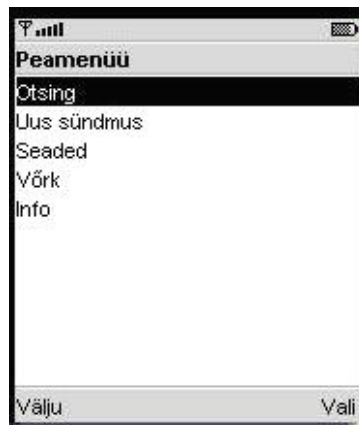 Peamenüü
Otsing
Uus sündmus
Seaded
Võrk
Info
Välju Vali